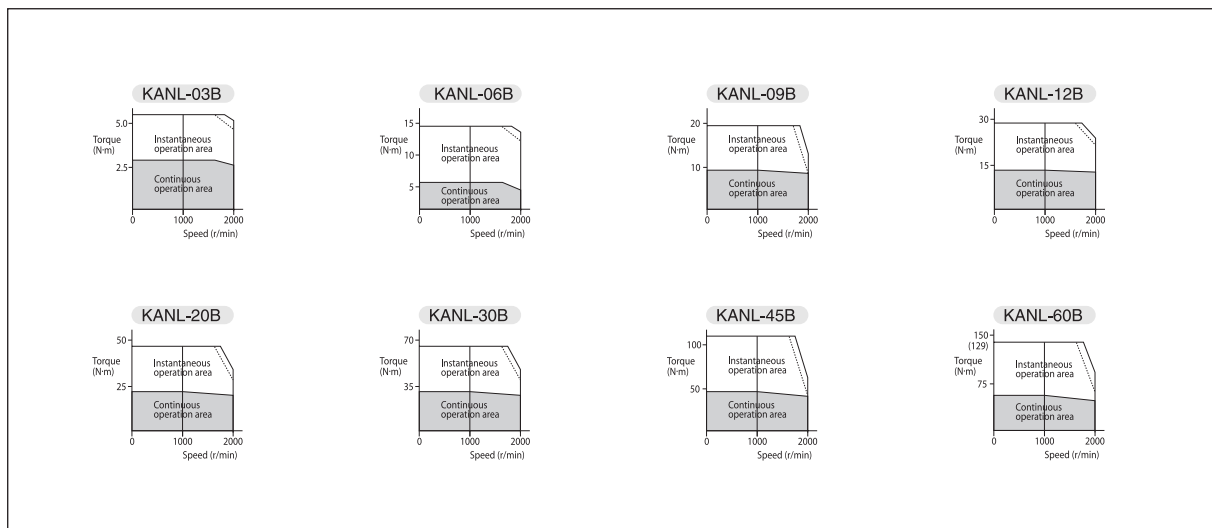 KANL-03B
5.0
2.5
Torque
(N·m)
Instantaneous
operation area
Continuous
operation area
0 1000 2000
Speed (r/min)
KANL-06B
15
10
5
Torque
(N·m)
Instantaneous
operation area
Continuous
operation area
0 1000 2000
Speed (r/min)
KANL-09B
20
10
Torque
(N·m)
Instantaneous
operation area
Continuous
operation area
0 1000 2000
Speed (r/min)
KANL-12B
30
15
Torque
(N·m)
Instantaneous
operation area
Continuous
operation area
0 1000 2000
Speed (r/min)
KANL-20B
50
25
Torque
(N·m)
Instantaneous
operation area
Continuous
operation area
0 1000 2000
Speed (r/min)
KANL-30B
70
35
Torque
(N·m)
Instantaneous
operation area
Continuous
operation area
0 1000 2000
Speed (r/min)
KANL-45B
100
50
Torque
(N·m)
Instantaneous
operation area
Continuous
operation area
0 1000 2000
Speed (r/min)
KANL-60B
150
(129)
75
Torque
(N·m)
Instantaneous
operation area
Continuous
operation area
0 1000 2000
Speed (r/min)